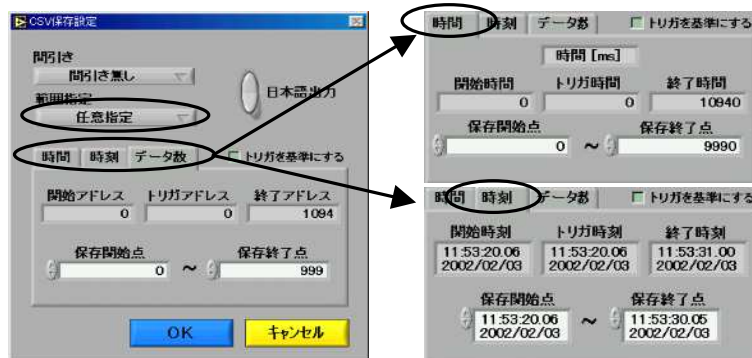 CSV保存設定
間引き
間引き無し
範囲指定
任意指定
日本語出力
時間 時刻 データ数 トリガを基準にする
開始アドレス トリガアドレス 終了アドレス
0 0 1094
保存開始点 保存終了点
0 ～ 999
OK キャンセル
時間 時刻 データ数 トリガを基準にする
時間 [ms]
開始時間 トリガ時間 終了時間
0 0 10940
保存開始点 保存終了点
0 ～ 9990
時間 時刻 データ数 トリガを基準にする
開始時刻 トリガ時刻 終了時刻
11:53:20.06 11:53:20.06 11:53:31.00
2002/02/03 2002/02/03 2002/02/03
保存開始点 保存終了点
11:53:20.06 ～ 11:53:30.05
2002/02/03 2002/02/03